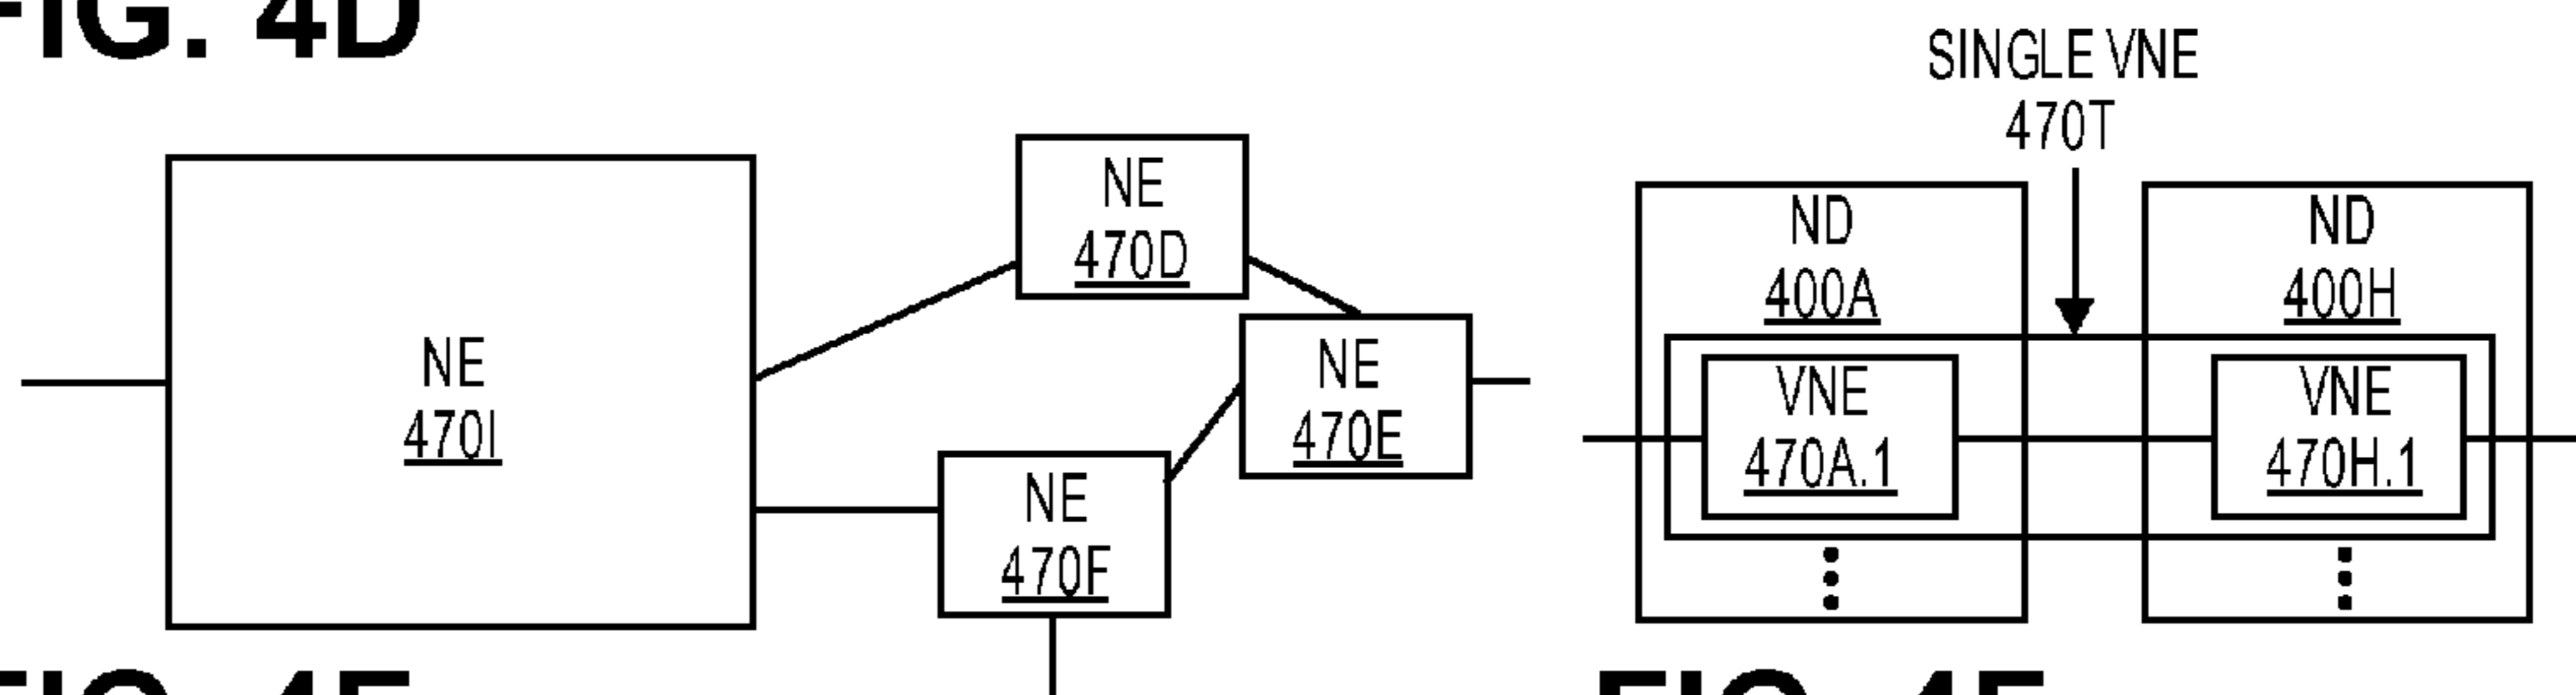 FIG. 4D
NE
470I
NE
470D
NE
470E
NE
470F
SINGLE VNE
470T
ND
400A
ND
400H
VNE
470A.1
VNE
470H.1